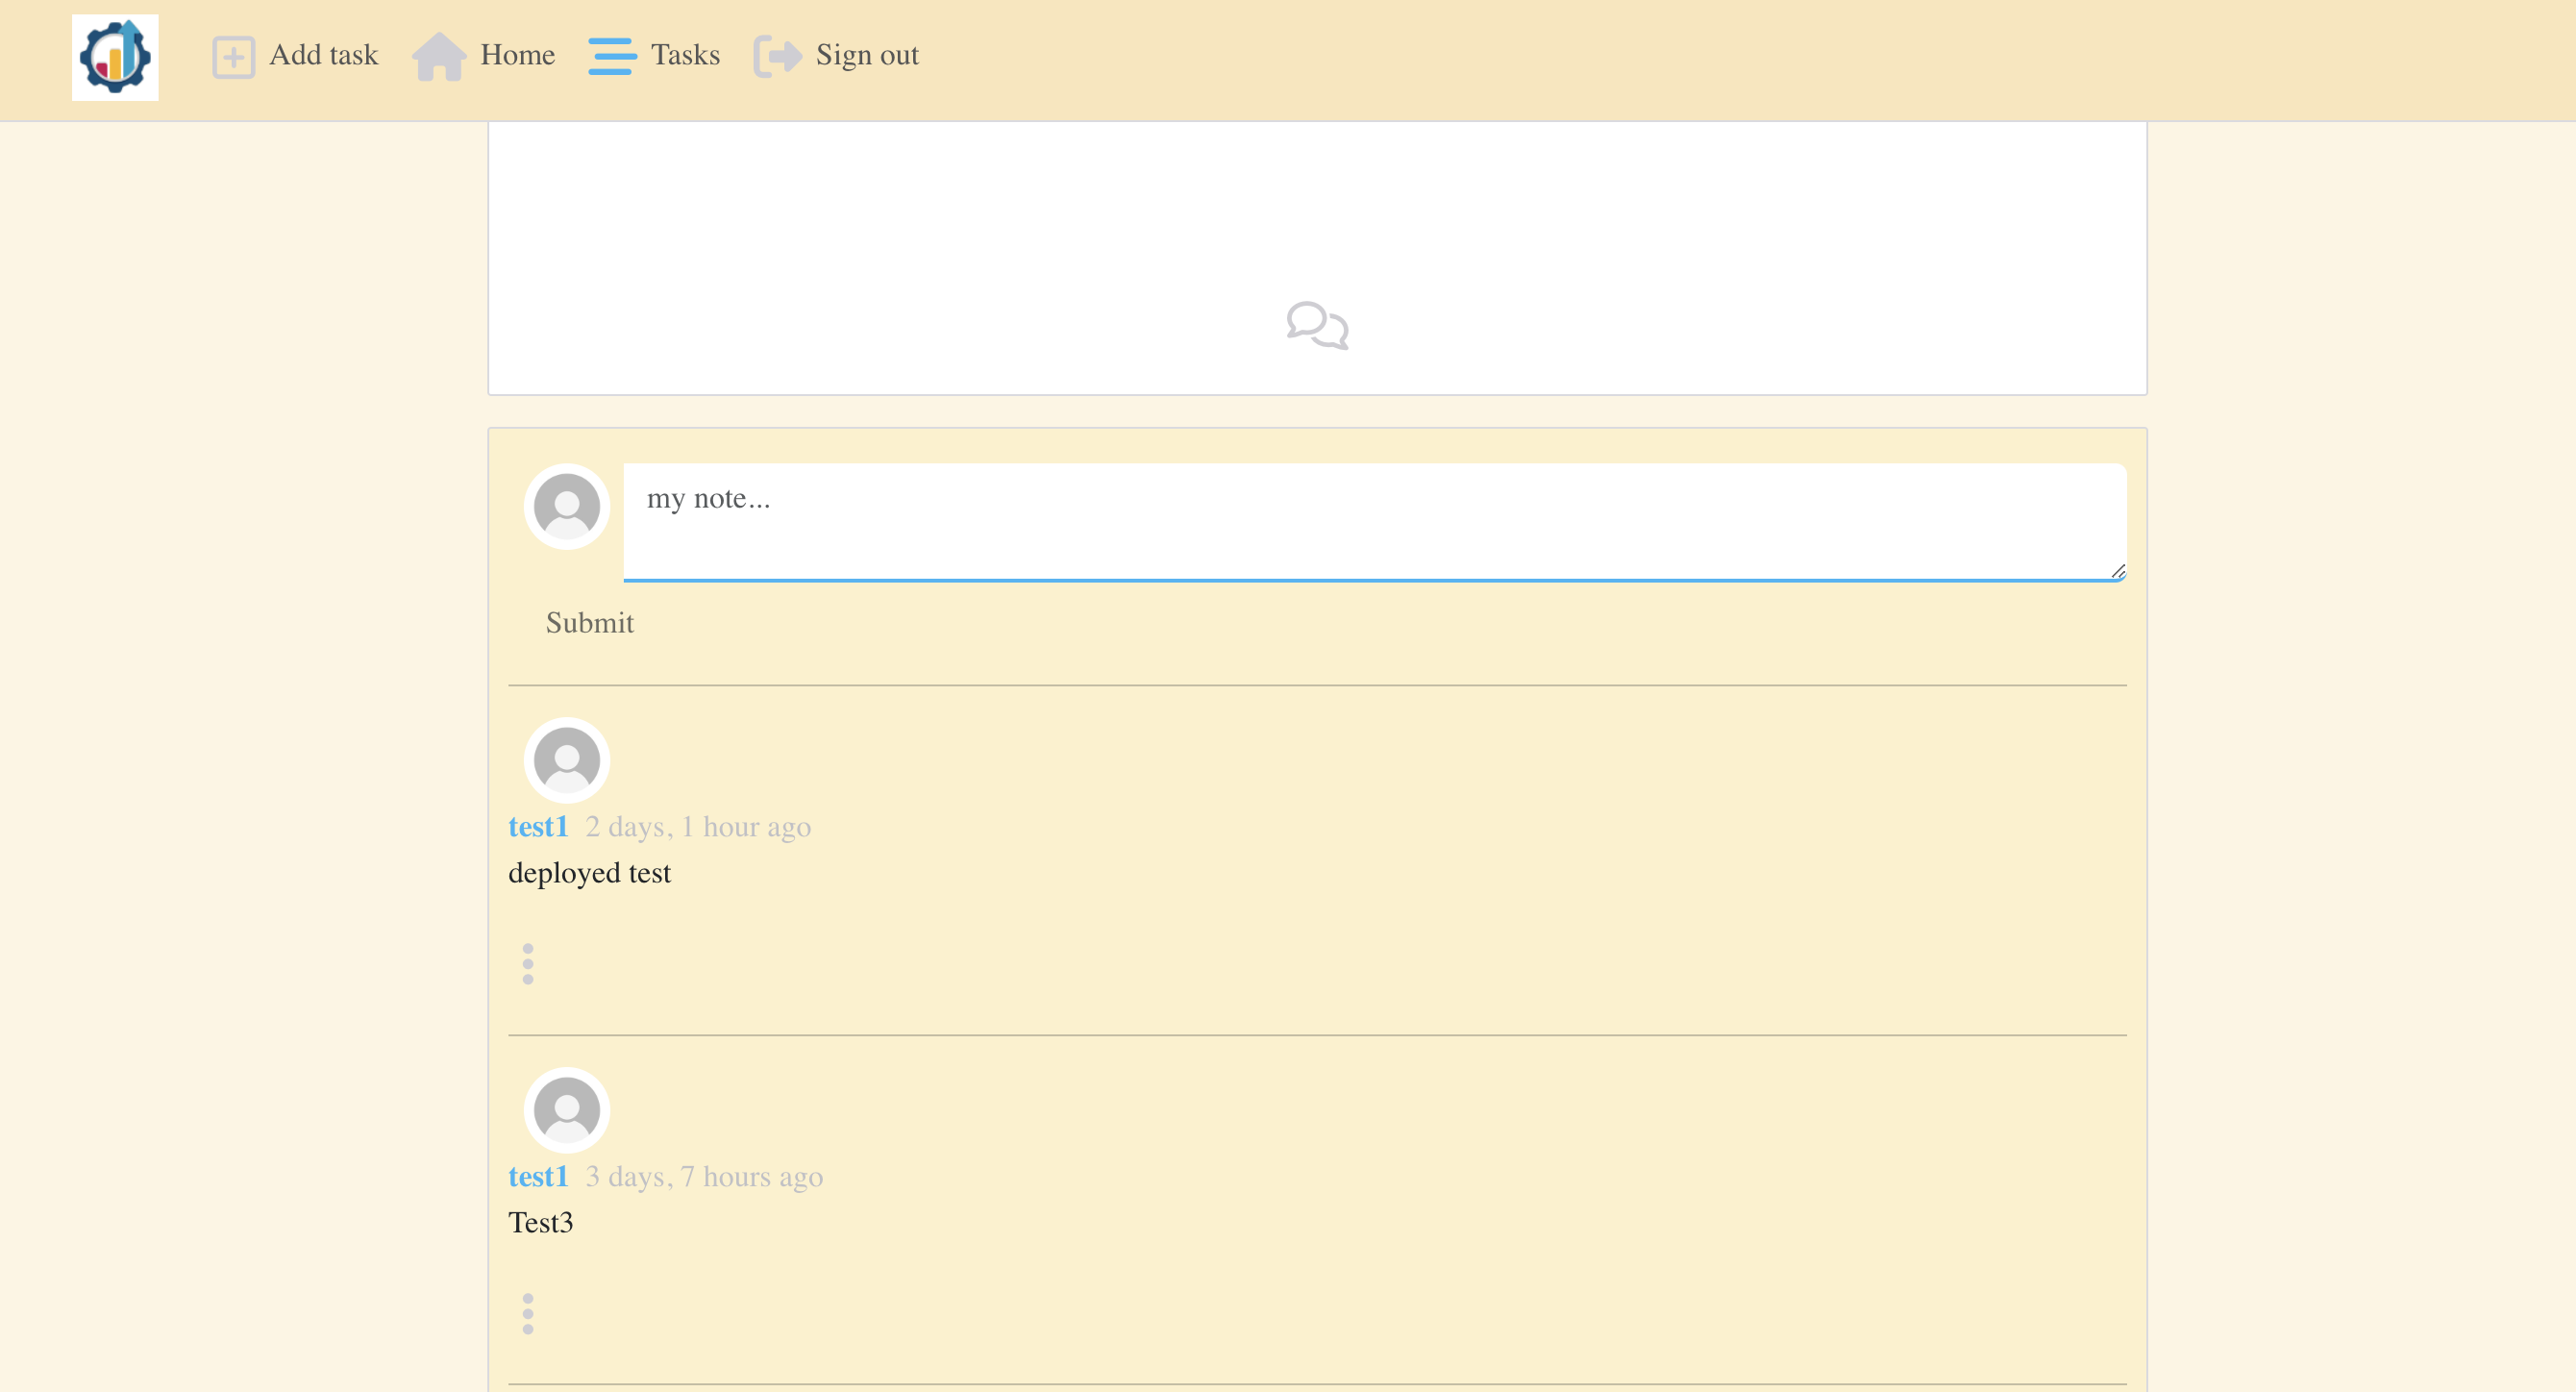 Add task Home Tasks Sign out
my note...
Submit
test1 2 days, 1 hour ago
deployed test
test1 3 days, 7 hours ago
Test3